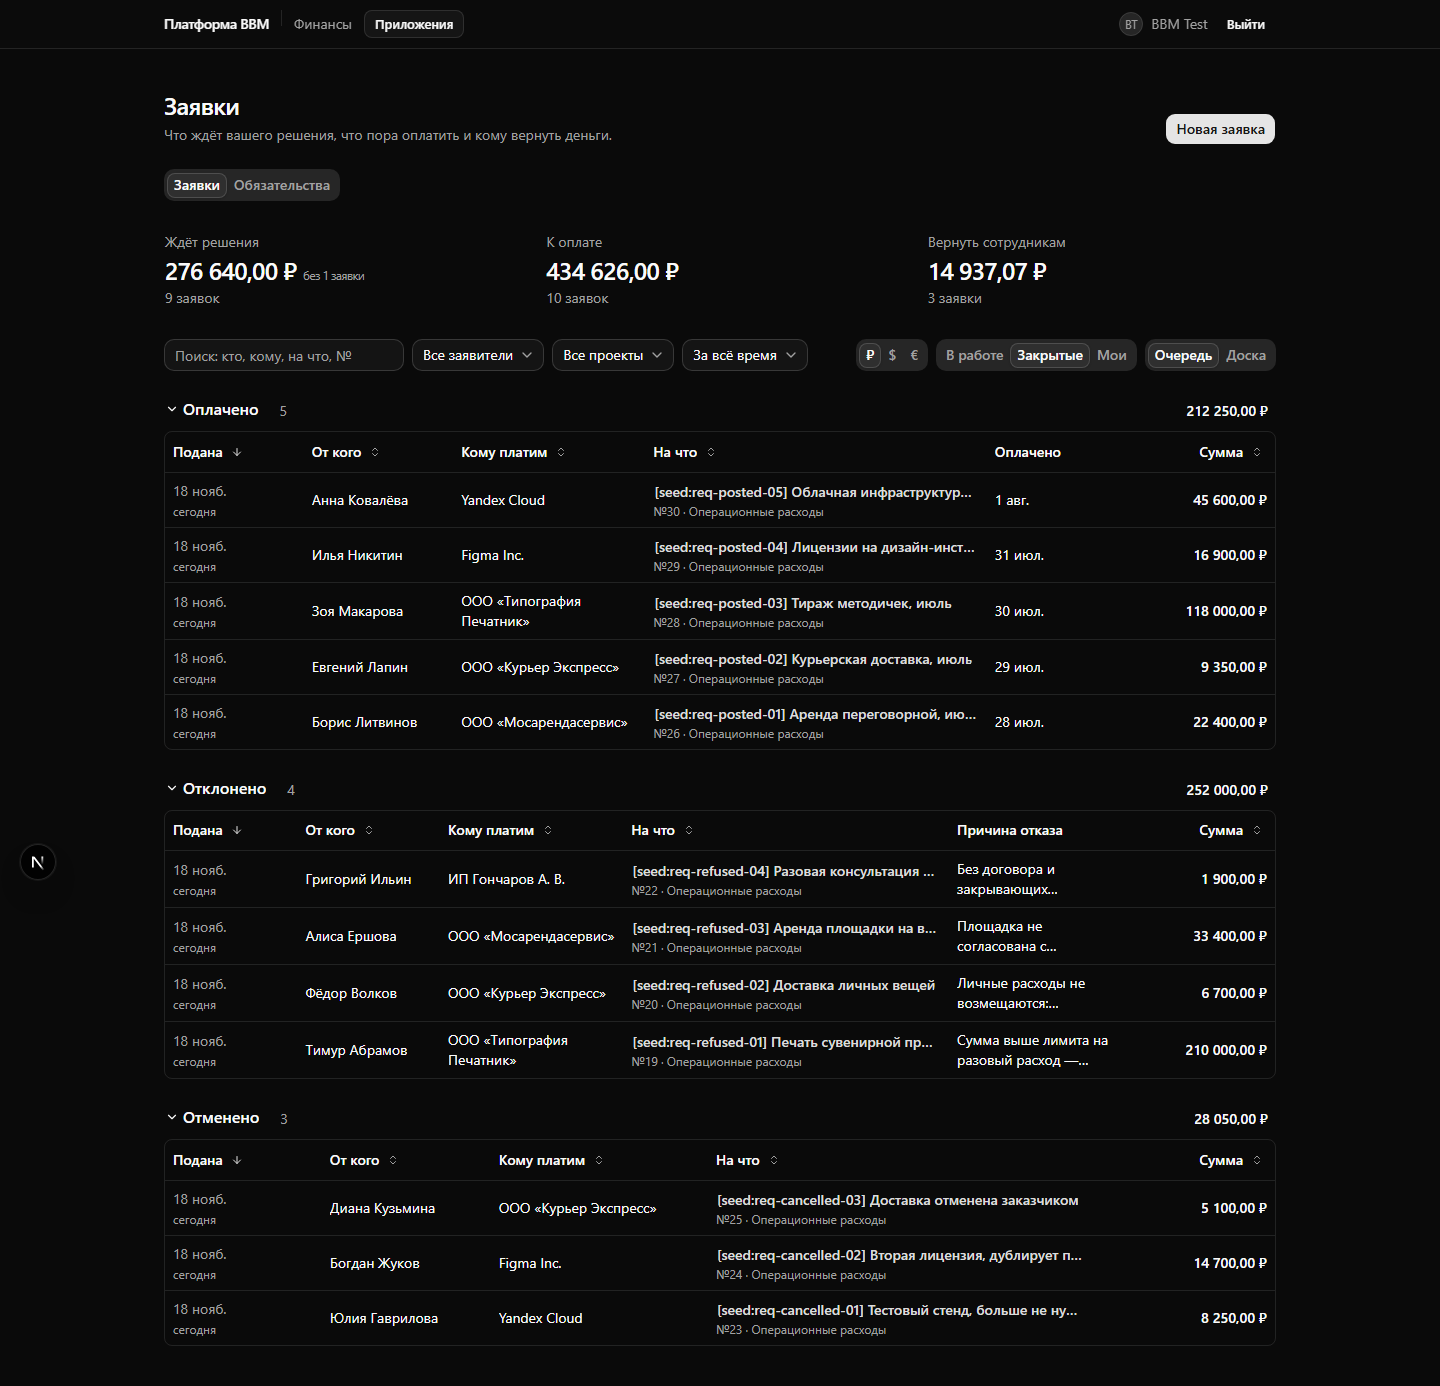 Платформа BBM Финансы Приложения BT BBM Test Выйти
Заявки
Что ждёт вашего решения, что пора оплатить и кому вернуть деньги.
Новая заявка
Заявки Обязательства
Ждёт решения К оплате Вернуть сотрудникам
276 640,00 ₽ без 1 заявки 434 626,00 ₽ 14 937,07 ₽
9 заявок 10 заявок 3 заявки
Поиск: кто, кому, на что, № Все заявители Все проекты За всё время ₽ $ € В работе Закрытые Мои Очередь Доска
Оплачено 5 212 250,00 ₽
Подана От кого Кому платим На что Оплачено Сумма
18 нояб.
сегодня
Анна Ковалёва
Yandex Cloud
[seed:req-posted-05] Облачная инфраструктур...
№30 · Операционные расходы
1 авг.
45 600,00 ₽
18 нояб.
сегодня
Илья Никитин
Figma Inc.
[seed:req-posted-04] Лицензии на дизайн-инст...
№29 · Операционные расходы
31 июл.
16 900,00 ₽
18 нояб.
сегодня
Зоя Макарова
ООО «Типография
Печатник»
[seed:req-posted-03] Тираж методичек, июль
№28 · Операционные расходы
30 июл.
118 000,00 ₽
18 нояб.
сегодня
Евгений Лапин
ООО «Курьер Экспресс»
[seed:req-posted-02] Курьерская доставка, июль
№27 · Операционные расходы
29 июл.
9 350,00 ₽
18 нояб.
сегодня
Борис Литвинов
ООО «Мосарендасервис»
[seed:req-posted-01] Аренда переговорной, ию...
№26 · Операционные расходы
28 июл.
22 400,00 ₽
Отклонено 4 252 000,00 ₽
Подана От кого Кому платим На что Причина отказа Сумма
18 нояб.
сегодня
Григорий Ильин
ИП Гончаров А. В.
[seed:req-refused-04] Разовая консультация ...
№22 · Операционные расходы
Без договора и
закрывающих...
1 900,00 ₽
18 нояб.
сегодня
Алиса Ершова
ООО «Мосарендасервис»
[seed:req-refused-03] Аренда площадки на в...
№21 · Операционные расходы
Площадка не
согласована с...
33 400,00 ₽
18 нояб.
сегодня
Фёдор Волков
ООО «Курьер Экспресс»
[seed:req-refused-02] Доставка личных вещей
№20 · Операционные расходы
Личные расходы не
возмещаются:...
6 700,00 ₽
18 нояб.
сегодня
Тимур Абрамов
ООО «Типография
Печатник»
[seed:req-refused-01] Печать сувенирной пр...
№19 · Операционные расходы
Сумма выше лимита на
разовый расход —...
210 000,00 ₽
Отменено 3 28 050,00 ₽
Подана От кого Кому платим На что Сумма
18 нояб.
сегодня
Диана Кузьмина
ООО «Курьер Экспресс»
[seed:req-cancelled-03] Доставка отменена заказчиком
№25 · Операционные расходы
5 100,00 ₽
18 нояб.
сегодня
Богдан Жуков
Figma Inc.
[seed:req-cancelled-02] Вторая лицензия, дублирует п...
№24 · Операционные расходы
14 700,00 ₽
18 нояб.
сегодня
Юлия Гаврилова
Yandex Cloud
[seed:req-cancelled-01] Тестовый стенд, больше не ну...
№23 · Операционные расходы
8 250,00 ₽
N